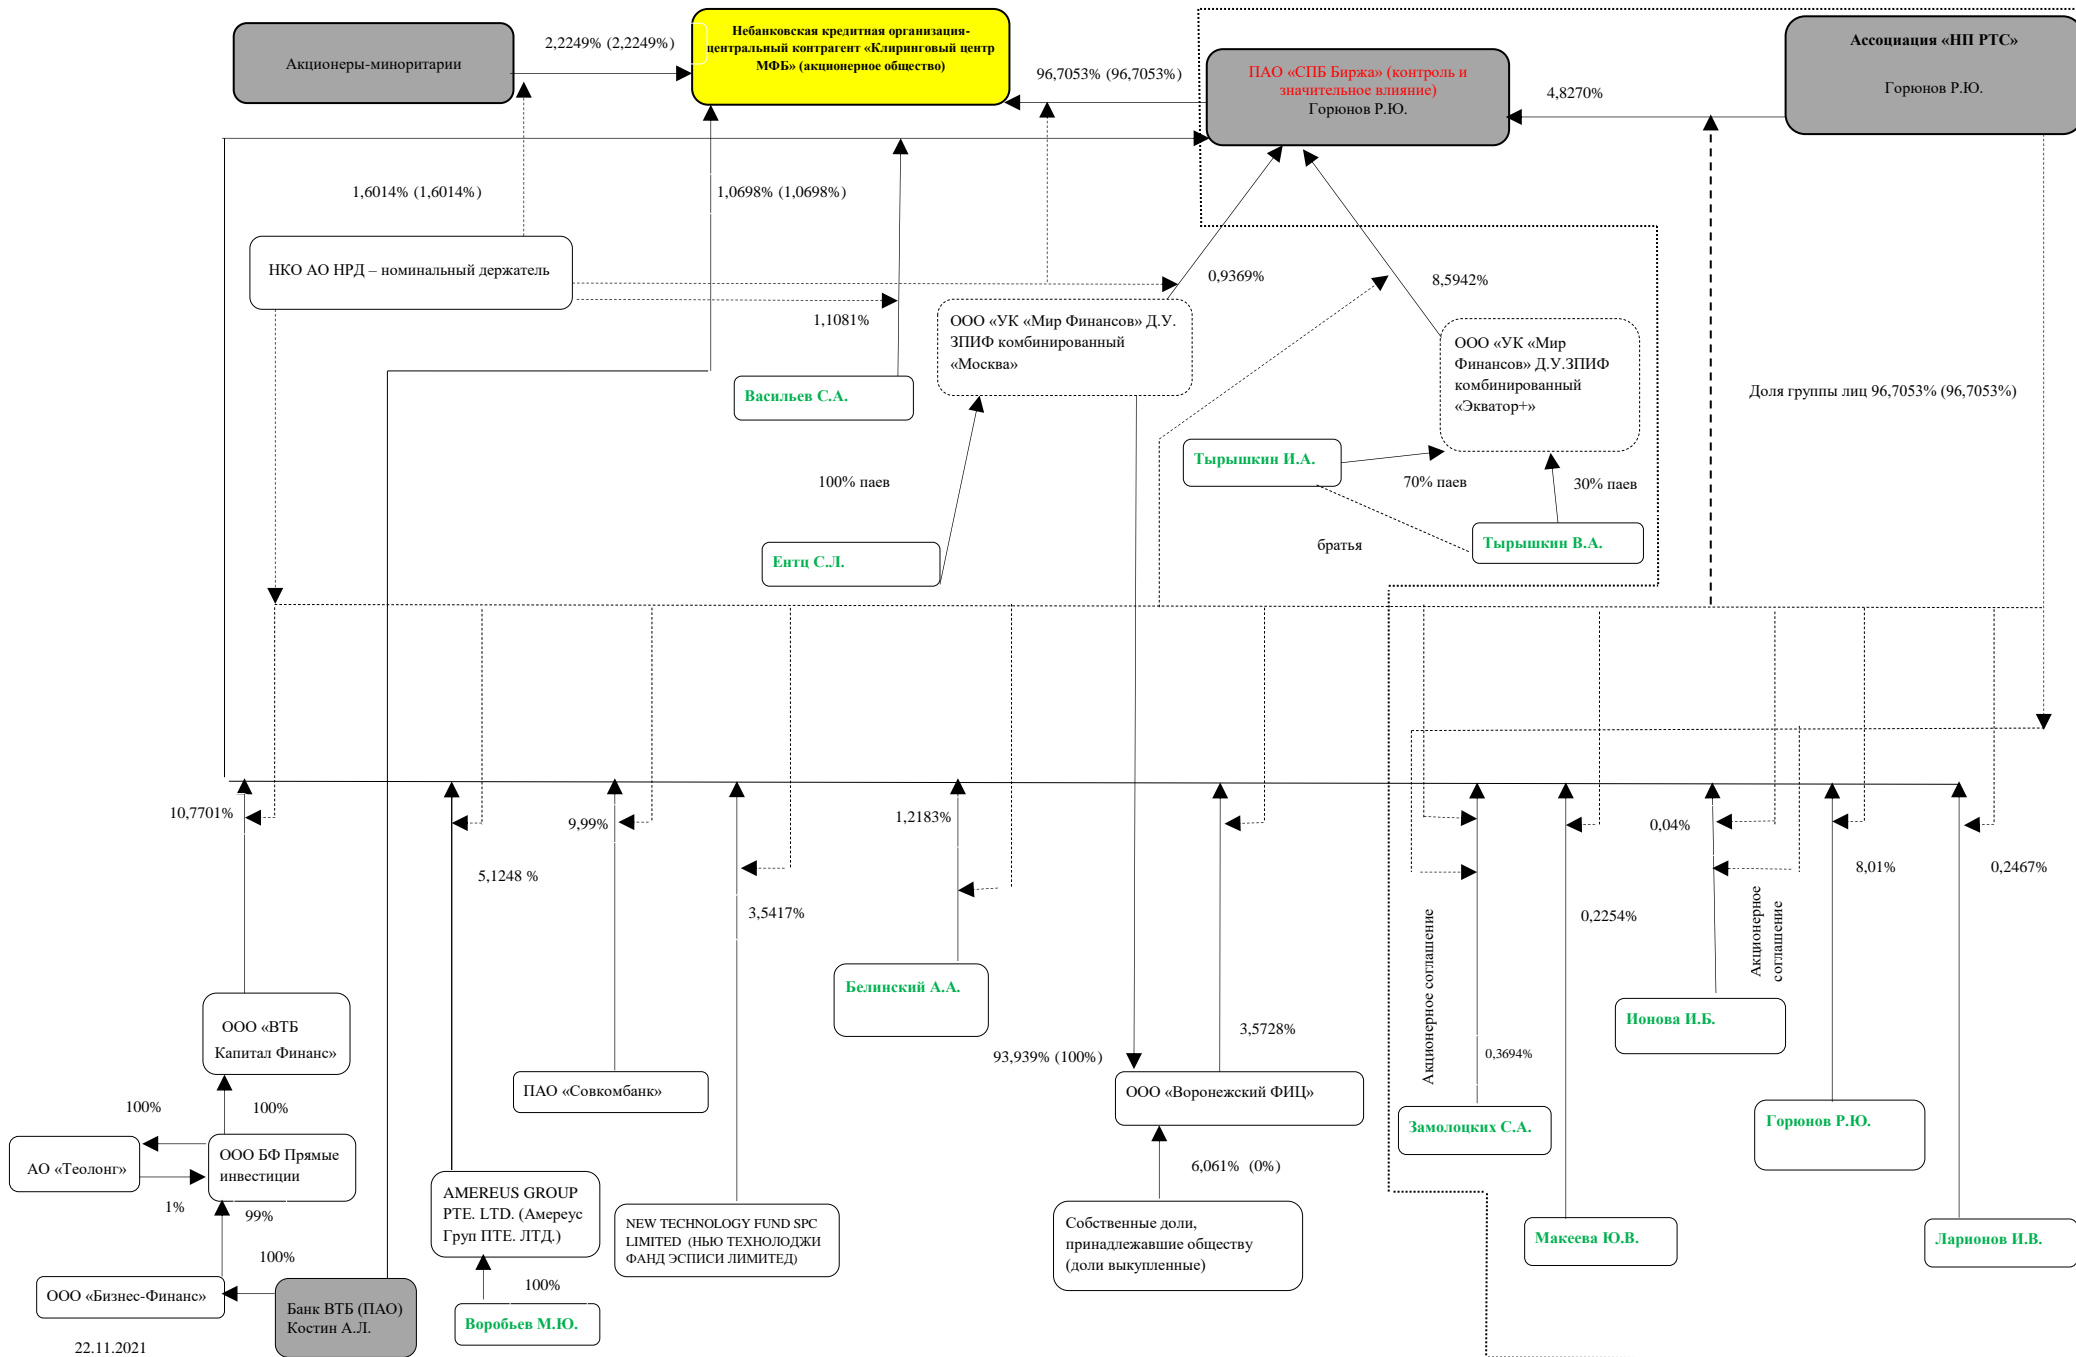 Акционеры-миноритарии
2,2249% (2,2249%)
Небанковская кредитная организация-
центральный контрагент «Клиринговый центр
МФБ» (акционерное общество)
96,7053% (96,7053%)
ПАО «СПБ Биржа» (контроль и
значительное влияние)
Горюнов Р.Ю.
4,8270%
Ассоциация «НП РТС»
Горюнов Р.Ю.
1,6014% (1,6014%)
1,0698% (1,0698%)
НКО АО НРД – номинальный держатель
1,1081%
0,9369%
8,5942%
ООО «УК «Мир Финансов» Д.У.
ЗПИФ комбинированный
«Москва»
ООО «УК «Мир
Финансов» Д.У.ЗПИФ
комбинированный
«Экватор+»
Васильев С.А.
Доля группы лиц 96,7053% (96,7053%)
Тырышкин И.А.
100% паев
70% паев
30% паев
Ентц С.Л.
братья
Тырышкин В.А.
10,7701%
5,1248 %
9,99%
3,5417%
1,2183%
0,04%
8,01%
0,2467%
0,2254%
Акционерное соглашение
Акционерное
соглашение
Белинский А.А.
Ионова И.Б.
ООО «ВТБ
Капитал Финанс»
3,5728%
93,939% (100%)
0,3694%
ПАО «Совкомбанк»
ООО «Воронежский ФИЦ»
Замолоцких С.А.
Горюнов Р.Ю.
100%
100%
АО «Теолонг»
ООО БФ Прямые
инвестиции
6,061%  (0%)
1%
99%
AMEREUS GROUP
PTE. LTD. (Амереус
Груп ПТЕ. ЛТД.)
NEW TECHNOLOGY FUND SPC
LIMITED  (НЬЮ ТЕХНОЛОДЖИ
ФАНД ЭСПИСИ ЛИМИТЕД)
Собственные доли,
принадлежавшие обществу
(доли выкупленные)
Макеева Ю.В.
Ларионов И.В.
100%
100%
ООО «Бизнес-Финанс»
Банк ВТБ (ПАО)
Костин А.Л.
Воробьев М.Ю.
22.11.2021